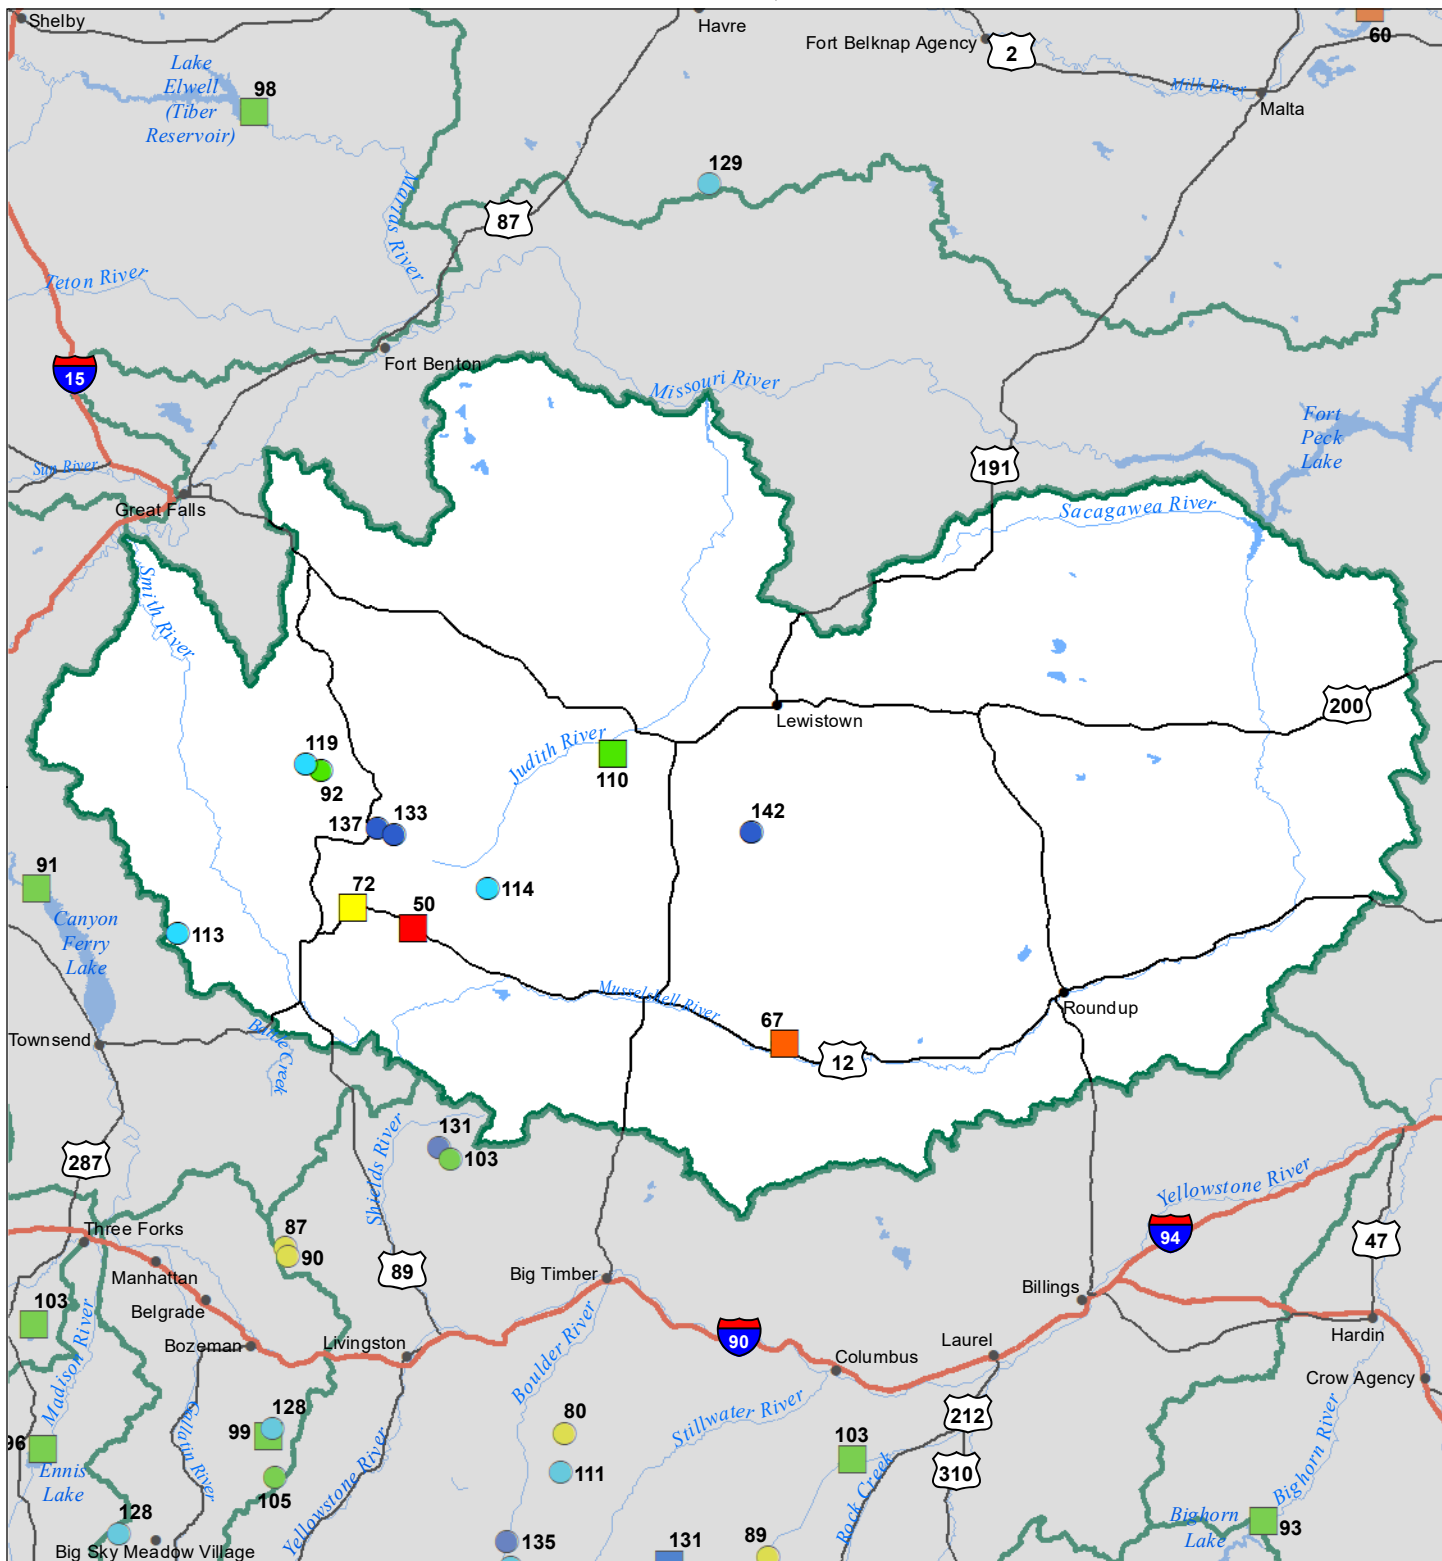 Shelby
Havre
Fort Belknap Agency
2
60
Lake
Elwell
(Tiber
Reservoir)
98
Milk River
Malta
129
Marias River
87
Teton River
15
Fort Benton
Missouri River
Fort
Peck
Lake
Sun River
191
Great Falls
Sacagawea River
Smith River
200
Lewistown
Judith River
119
92
110
137
133
142
91
72
114
50
Canyon
Ferry
Lake
113
Musselshell River
Roundup
67
12
Townsend
Battle Creek
131
103
287
Shields River
Yellowstone River
Three Forks
87
90
94
47
Manhattan
89
Big Timber
Billings
Belgrade
103
Bozeman
Livingston
90
Laurel
Hardin
Columbus
Crow Agency
Madison River
Boulder River
Gallatin River
128
99
80
Stillwater River
212
103
96
Ennis
Lake
111
310
105
Yellowstone River
Rock Creek
Bighorn River
128
Bighorn
Lake
93
Big Sky Meadow Village
135
131
89